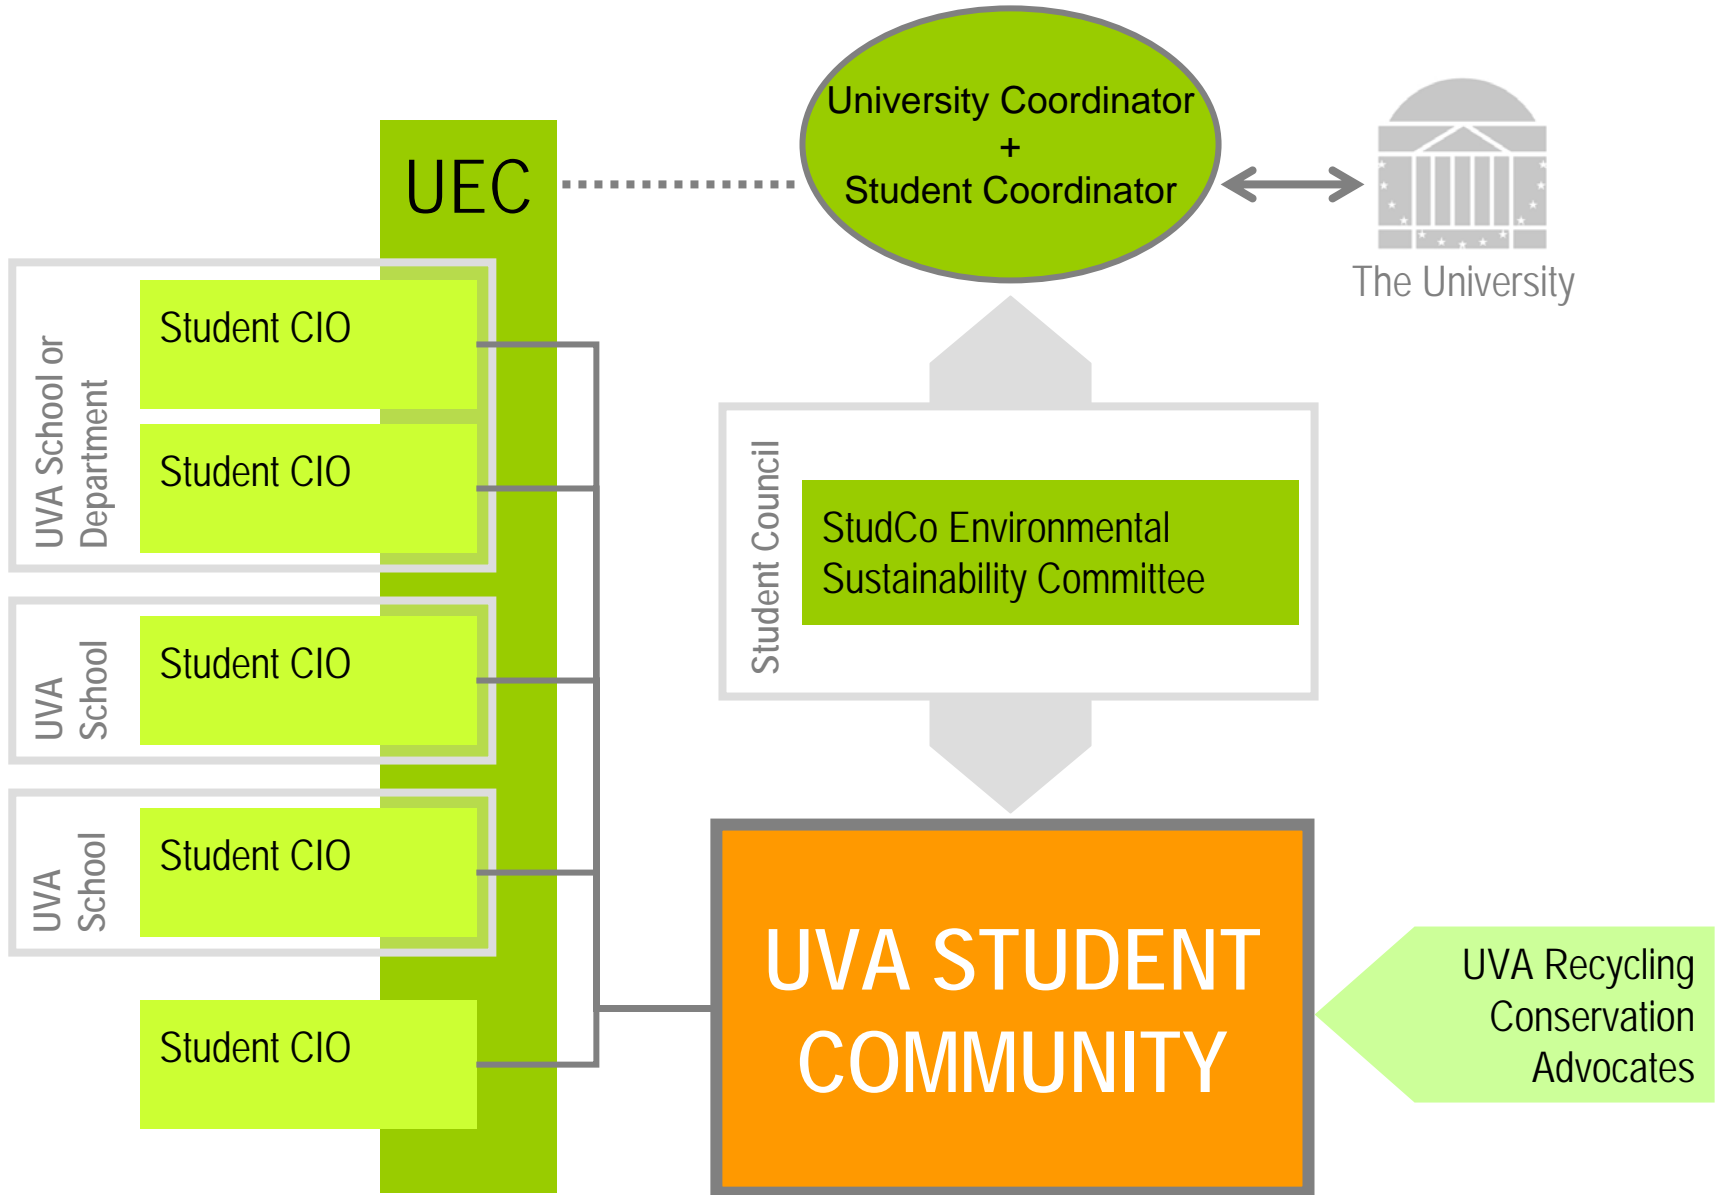 University Coordinator
+
Student Coordinator
UEC
The University
UVA School or
Department
Student CIO
Student CIO
Student Council
StudCo Environmental
Sustainability Committee
UVA
School
Student CIO
UVA
School
Student CIO
Student CIO
UVA STUDENT
COMMUNITY
UVA Recycling
Conservation
Advocates